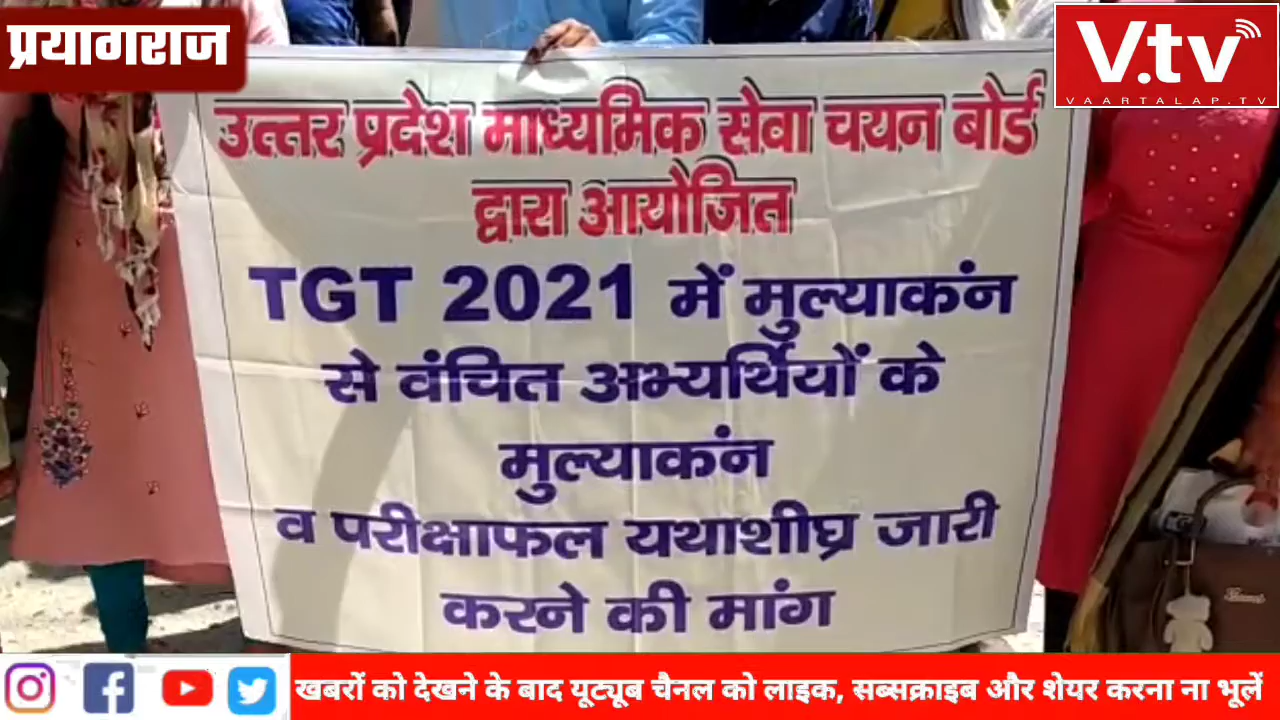 प्रयागराज
V.tv
VAARTALAP.TV
उत्तर प्रदेश माध्यमिक सेवा चयन बोर्ड
द्वारा आयोजित
TGT 2021 में मुल्याकंन
से वंचित अभ्यर्थियों के
मुल्याकंन
व परीक्षाफल यथाशीघ्र जारी
करने की मांग
खबरों को देखने के बाद यूट्यूब चैनल को लाइक, सब्सक्राइब और शेयर करना ना भूलें